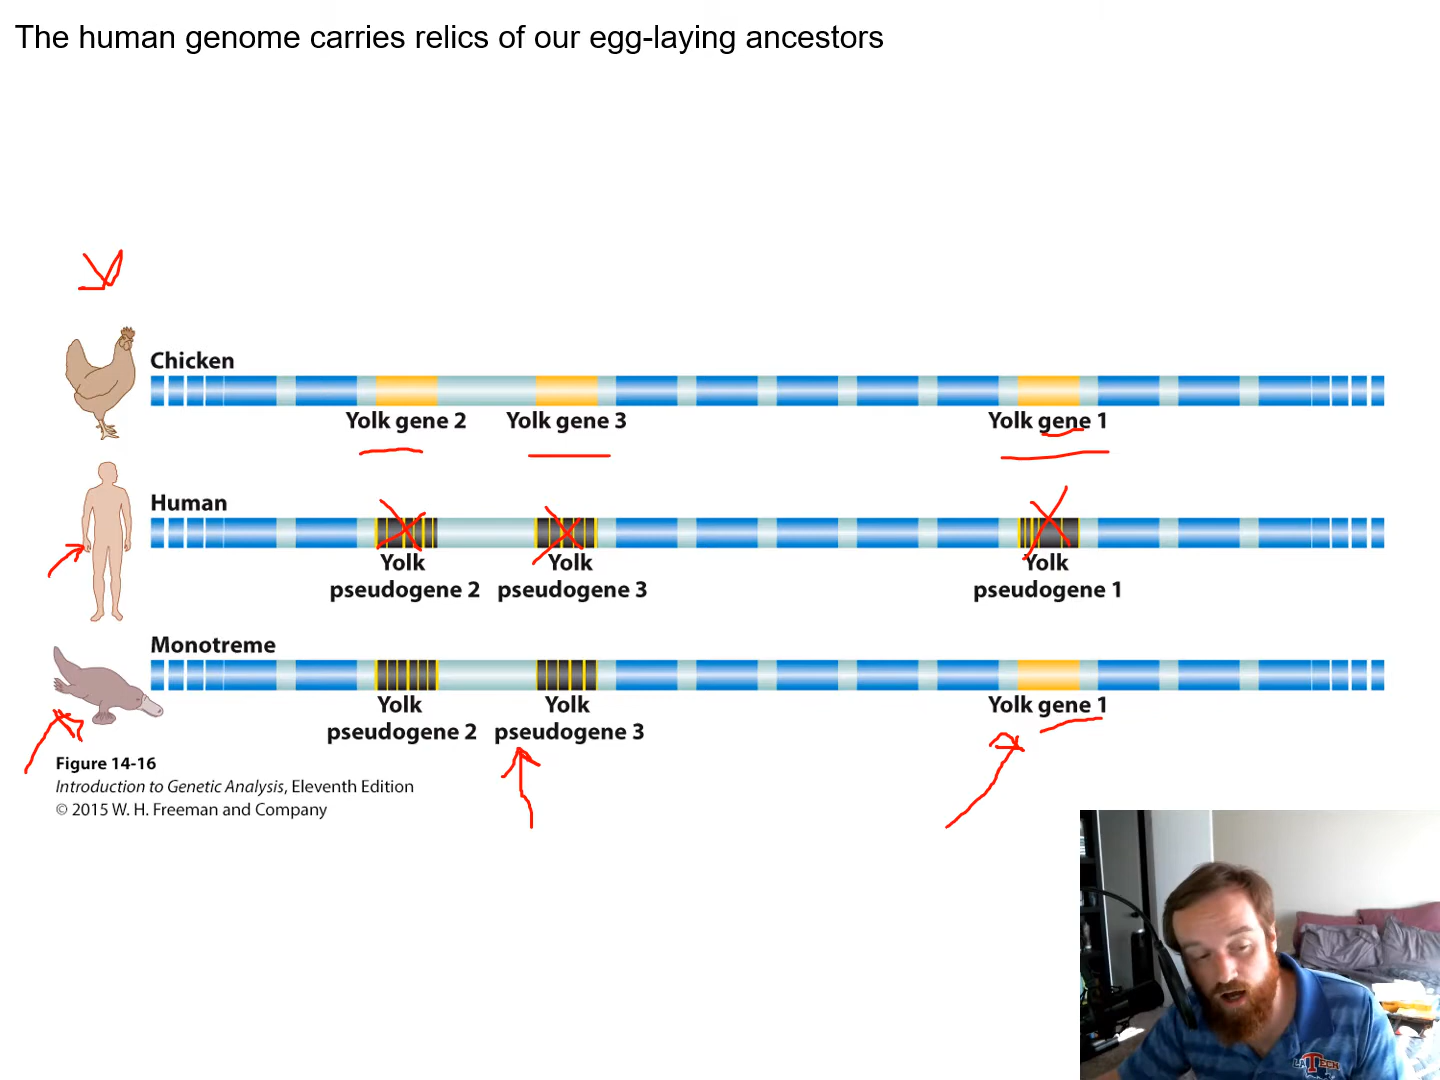 The human genome carries relics of our egg-laying ancestors
Chicken
Yolk gene 2 Yolk gene 3 Yolk gene 1
Human
Yolk pseudogene 2 Yolk pseudogene 3 Yolk pseudogene 1
Monotreme
Yolk pseudogene 2 Yolk pseudogene 3 Yolk gene 1
Figure 14-16
Introduction to Genetic Analysis, Eleventh Edition
© 2015 W. H. Freeman and Company
LA TECH